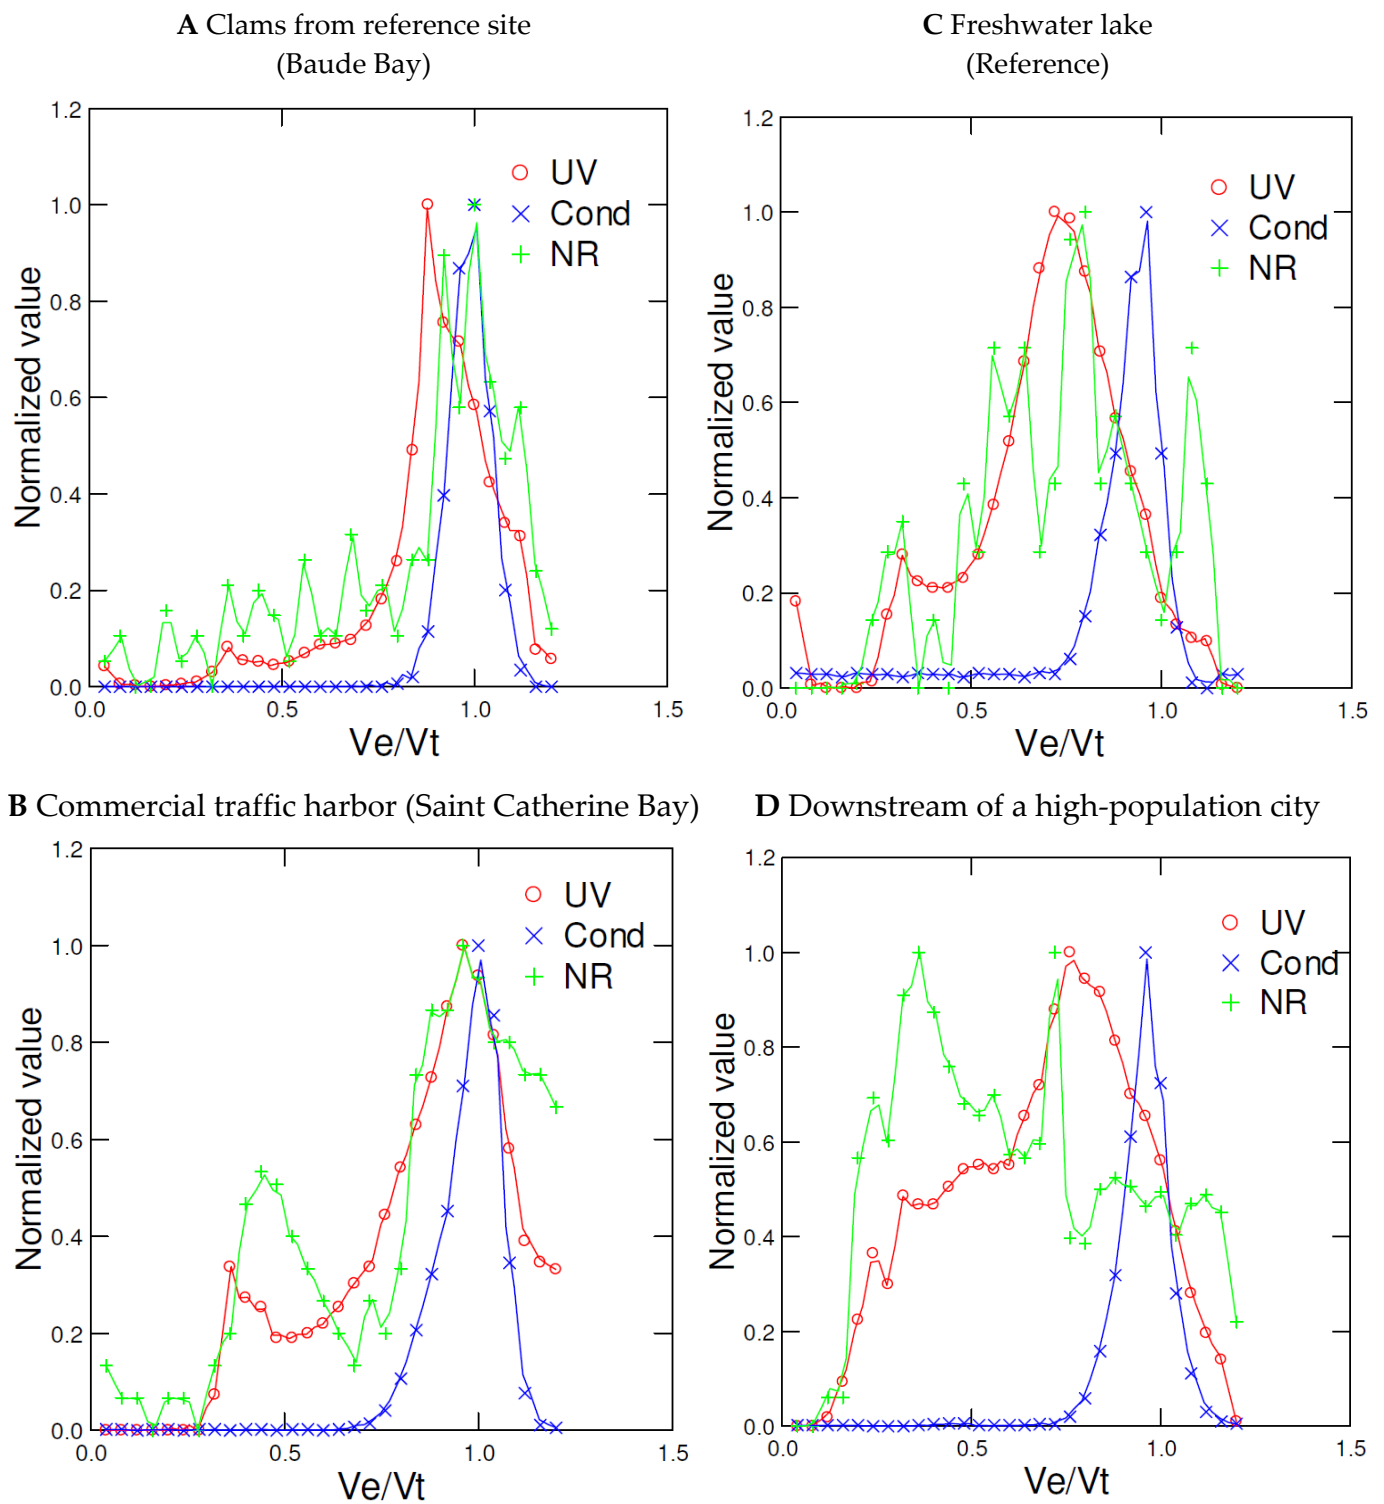 A Clams from reference site
(Baude Bay)
1.2
1.0
0.8
0.6
0.4
0.2
0.0
Normalized value
UV
Cond
NR
0.0 0.5 1.0 1.5
Ve/Vt
C Freshwater lake
(Reference)
1.2
1.0
0.8
0.6
0.4
0.2
0.0
Normalized value
UV
Cond
NR
0.0 0.5 1.0 1.5
Ve/Vt
B Commercial traffic harbor (Saint Catherine Bay)
1.2
1.0
0.8
0.6
0.4
0.2
0.0
Normalized value
UV
Cond
NR
0.0 0.5 1.0 1.5
Ve/Vt
D Downstream of a high-population city
1.2
1.0
0.8
0.6
0.4
0.2
0.0
Normalized value
UV
Cond
NR
0.0 0.5 1.0 1.5
Ve/Vt